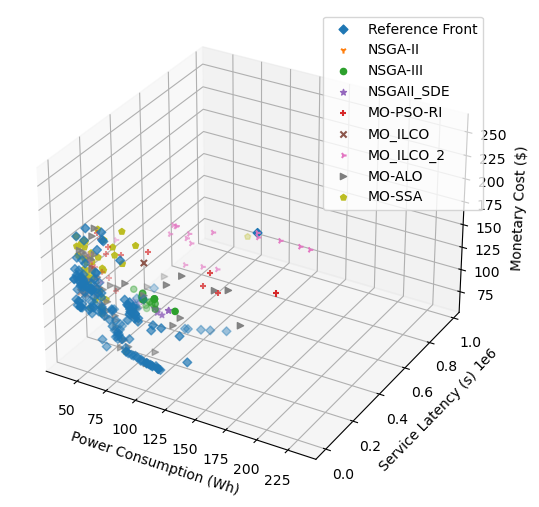 Reference Front
NSGA-II
NSGA-III
NSGAII_SDE
MO-PSO-RI
MO_ILCO
MO_ILCO_2
MO-ALO
MO-SSA
250
225
200
175
150
125
100
75
Monetary Cost ($)
1.0
0.8
0.6
0.4
0.2
0.0
Service Latency (s) 1e6
50
75
100
125
150
175
200
225
Power Consumption (Wh)